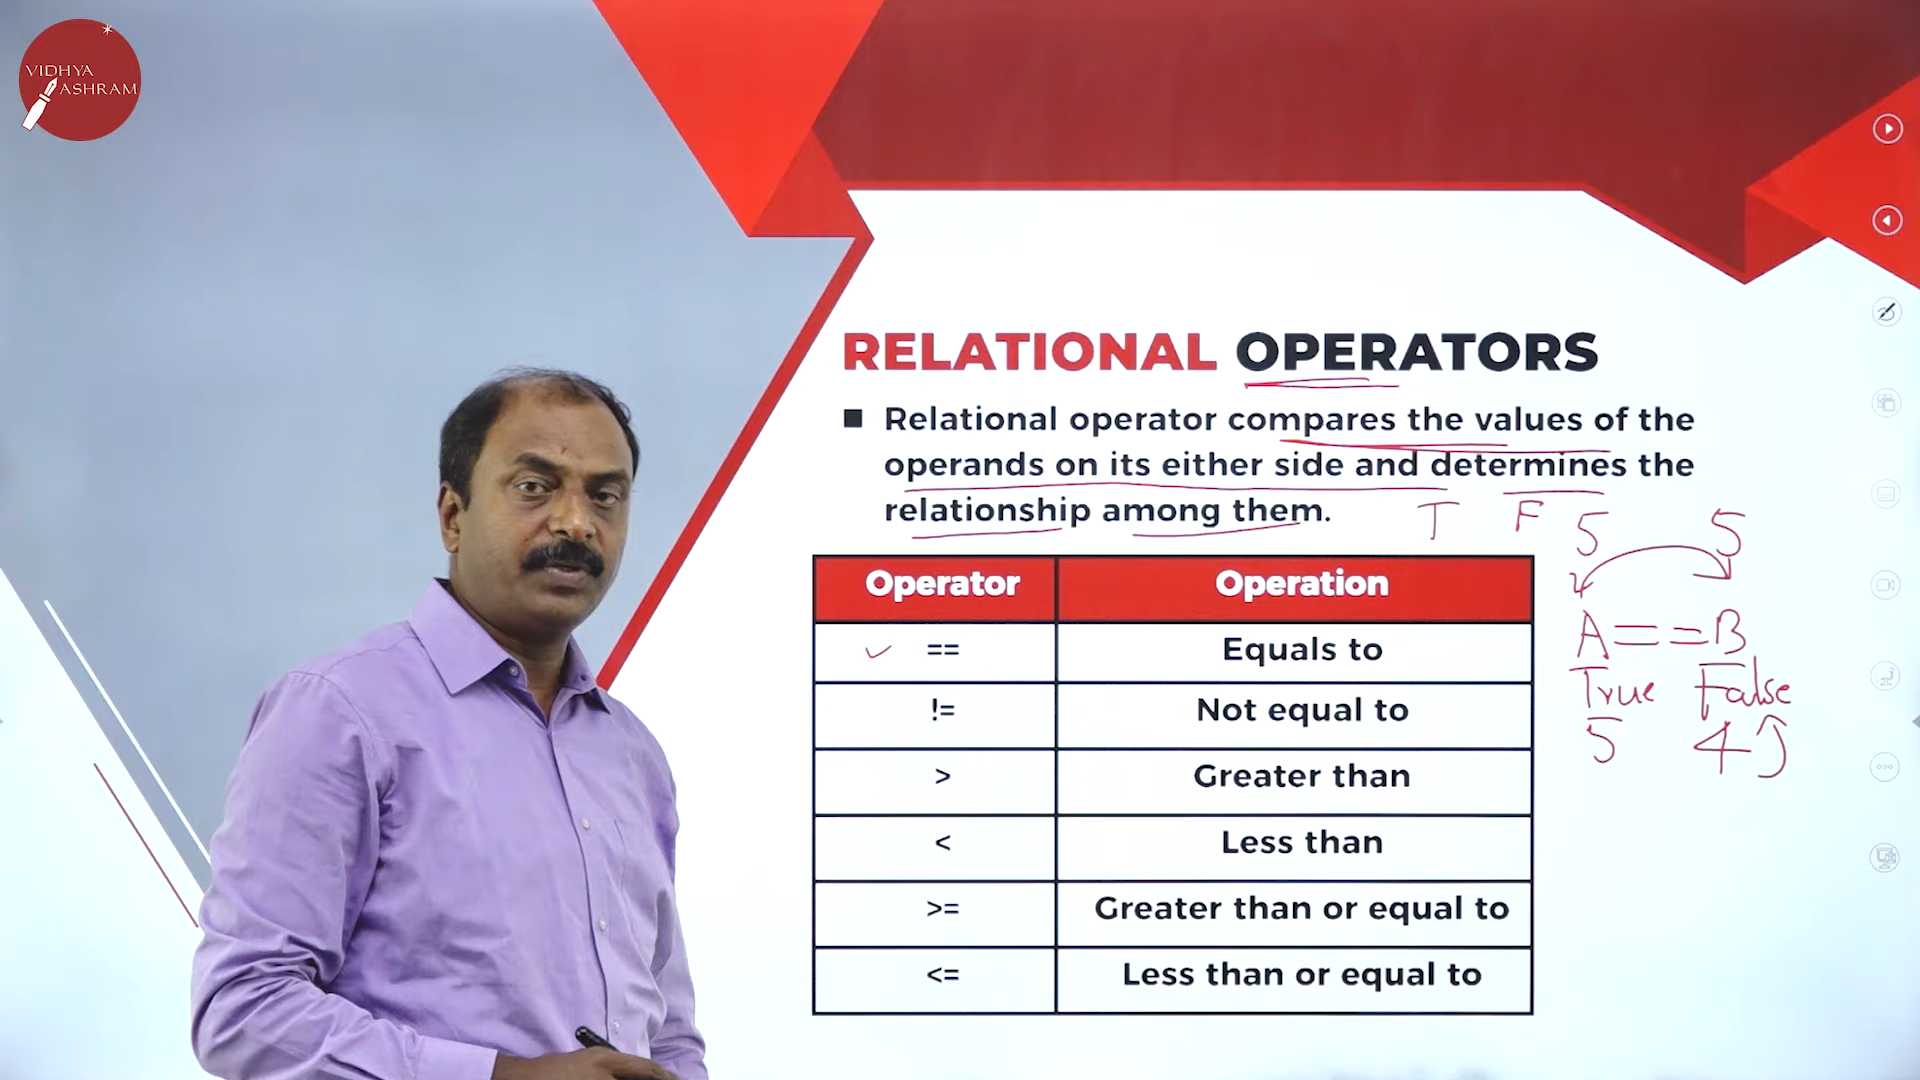 VIDHYA
ASHRAM
RELATIONAL OPERATORS
■ Relational operator compares the values of the
operands on its either side and determines the
relationship among them.
T F 5 5
Operator Operation
== Equals to
A = = B
!= Not equal to
True False
5 4
> Greater than
< Less than
>= Greater than or equal to
<= Less than or equal to